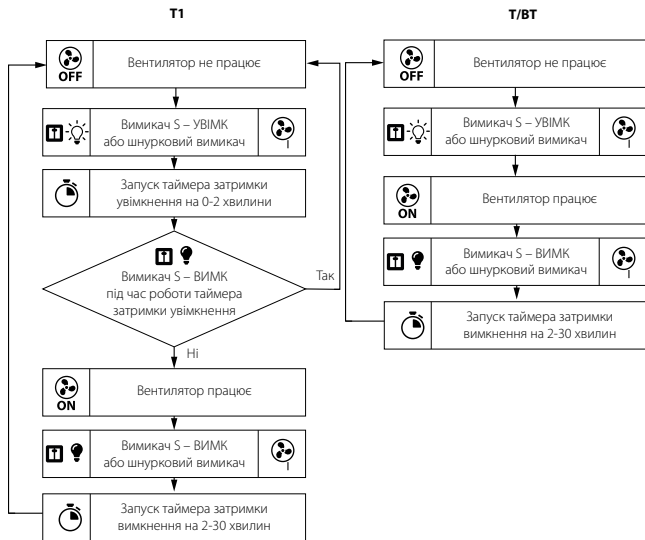 T1
OFF
Вентилятор не працює
Вимикач S – УВІМК
або шнурковий вимикач
Запуск таймера затримки
увімкнення на 0-2 хвилини
Вимикач S – ВИМК
під час роботи таймера
затримки увімкнення
Так
Ні
ON
Вентилятор працює
Вимикач S – ВИМК
або шнурковий вимикач
Запуск таймера затримки
вимкнення на 2-30 хвилин
T/BT
OFF
Вентилятор не працює
Вимикач S – УВІМК
або шнурковий вимикач
ON
Вентилятор працює
Вимикач S – ВИМК
або шнурковий вимикач
Запуск таймера затримки
вимкнення на 2-30 хвилин